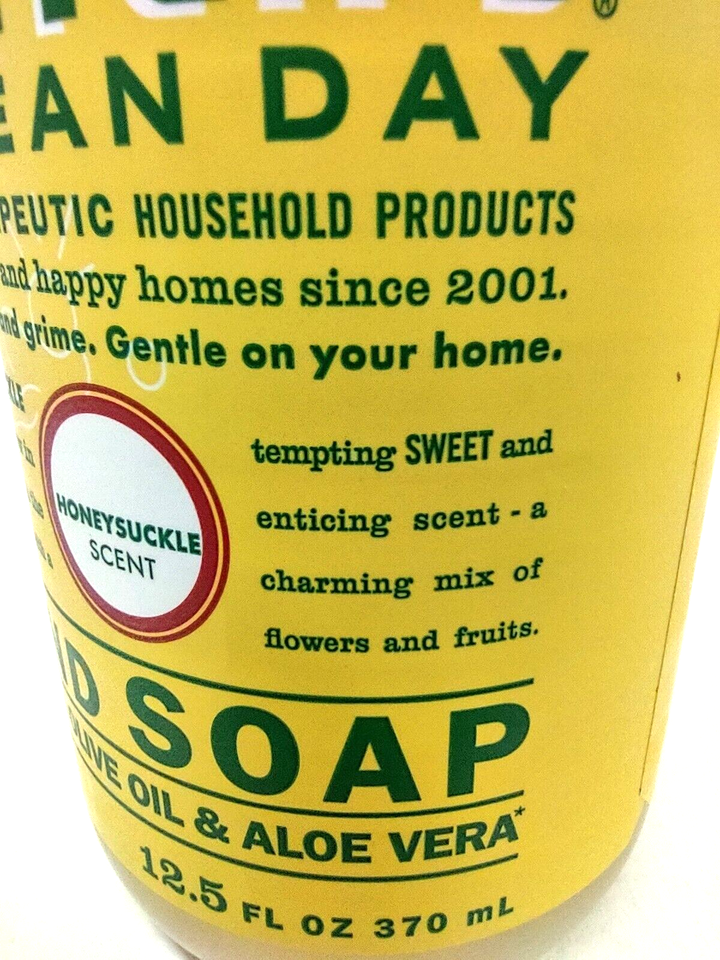 EAN DAY
PEUTIC HOUSEHOLD PRODUCTS
and happy homes since 2001.
and grime. Gentle on your home.
HONEYSUCKLE
SCENT
tempting SWEET and
enticing scent - a
charming mix of
flowers and fruits.
SOAP
OLIVE OIL & ALOE VERA*
12.5 FL OZ 370 mL